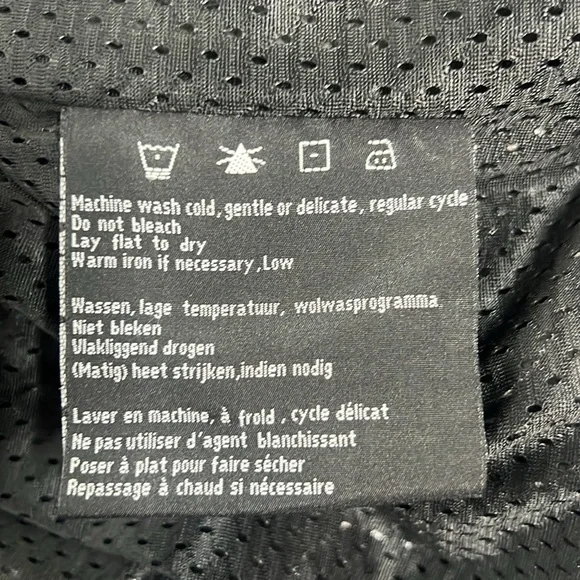 Machine wash cold, gentle or delicate, regular cycle
Do not bleach
Lay flat to dry
Warm iron if necessary ,Low
Wassen, lage temperatuur, wolwasprogramma.
Niet bleken
Vlakliggend drogen
(Matig) heet strijken,indien nodig
Laver en machine, à frold , cycle délicat
Ne pas utiliser d'agent blanchissant
Poser à plat pour faire sécher
Repassage à chaud si nécessaire